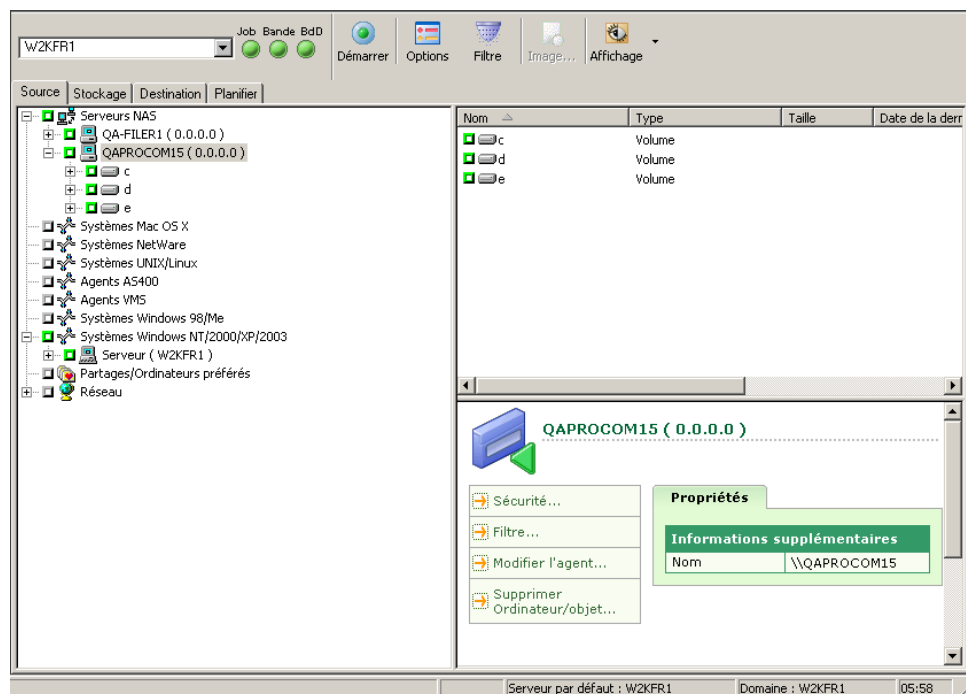 Job Bande BdD
W2KFR1
Démarrer Options Filtre Image... Affichage
Source Stockage Destination Planifier
Serveurs NAS
QA-FILER1 ( 0.0.0.0 )
QAPROCOM15 ( 0.0.0.0 )
c
d
e
Systèmes Mac OS X
Systèmes NetWare
Systèmes UNIX/Linux
Agents AS400
Agents VMS
Systèmes Windows 98/Me
Systèmes Windows NT/2000/XP/2003
Serveur ( W2KFR1 )
Partages/Ordinateurs préférés
Réseau
Nom Type Taille Date de la derr
c Volume
d Volume
e Volume
QAPROCOM15 ( 0.0.0.0 )
Sécurité...
Filtre...
Modifier l'agent...
Supprimer
Ordinateur/objet...
Propriétés
Informations supplémentaires
Nom \\QAPROCOM15
Serveur par défaut : W2KFR1 Domaine : W2KFR1 05:58